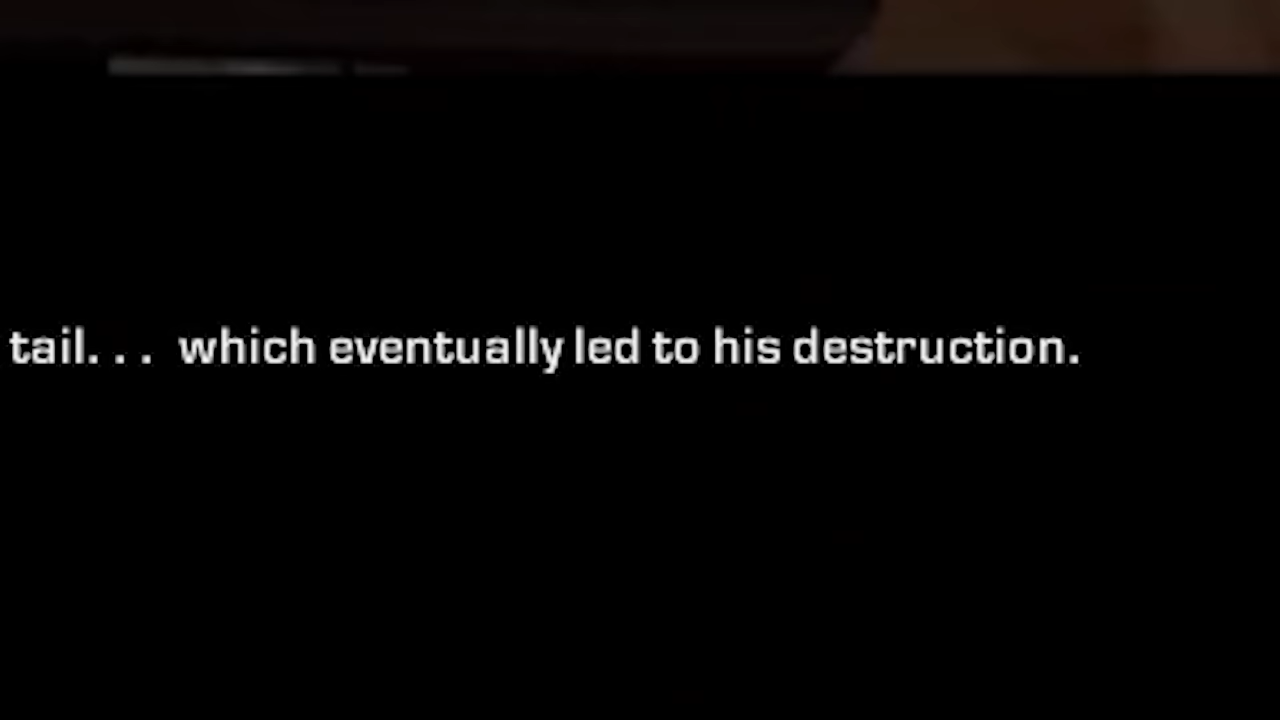 tail. . .  which eventually led to his destruction.